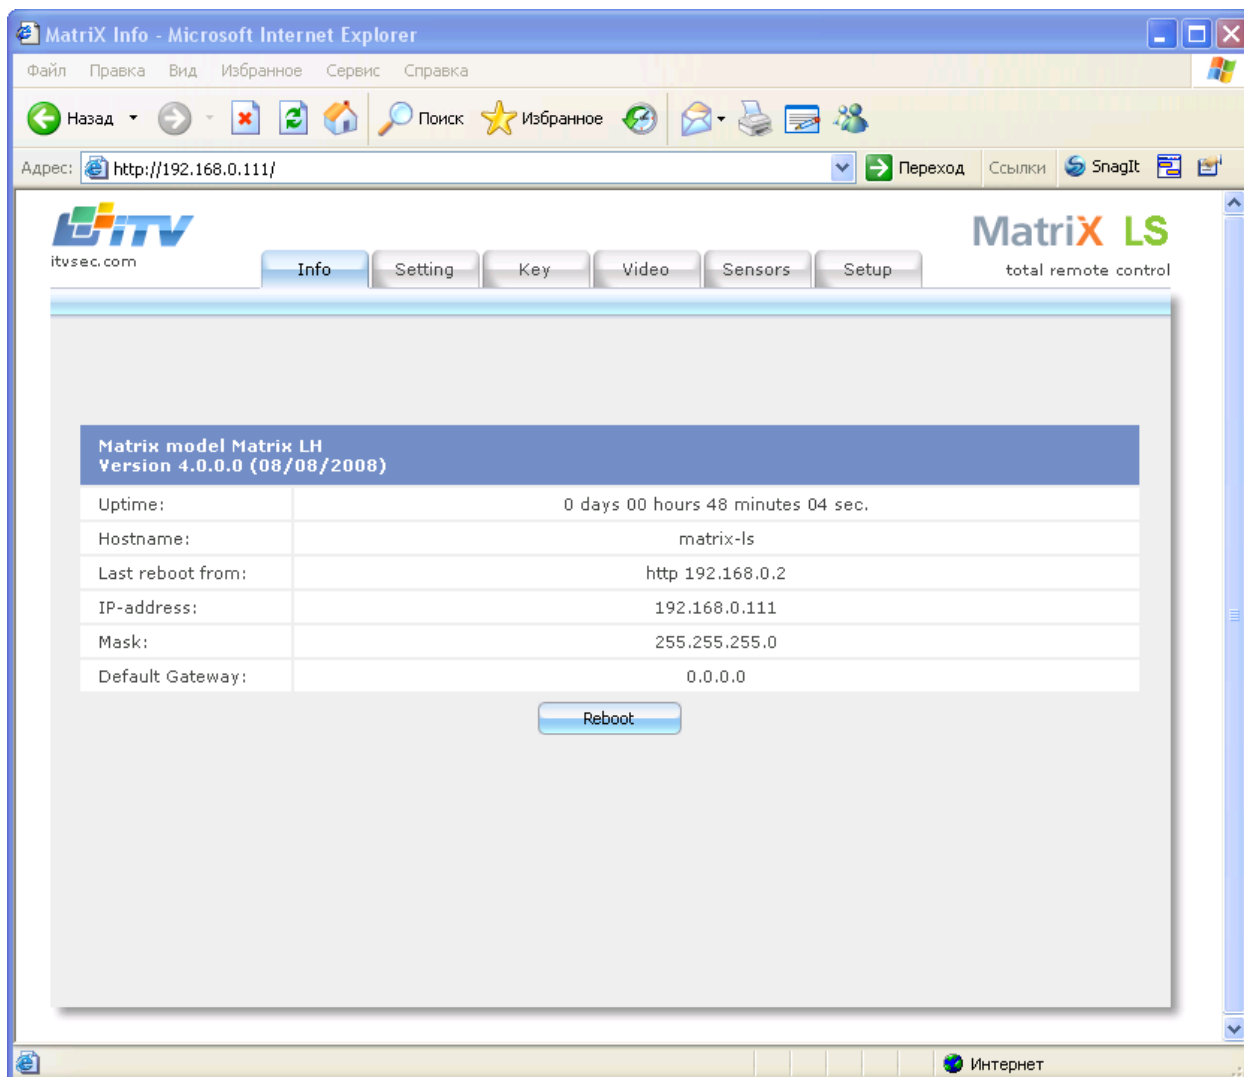 MatriX Info - Microsoft Internet Explorer
Файл Правка Вид Избранное Сервис Справка
Назад Поиск Избранное
Адрес: http://192.168.0.111/ Переход Ссылки SnagIt
iTV MatriX LS
itvsec.com Info Setting Key Video Sensors Setup total remote control
Matrix model Matrix LH
Version 4.0.0.0 (08/08/2008)
Uptime: 0 days 00 hours 48 minutes 04 sec.
Hostname: matrix-ls
Last reboot from: http 192.168.0.2
IP-address: 192.168.0.111
Mask: 255.255.255.0
Default Gateway: 0.0.0.0
Reboot
Интернет